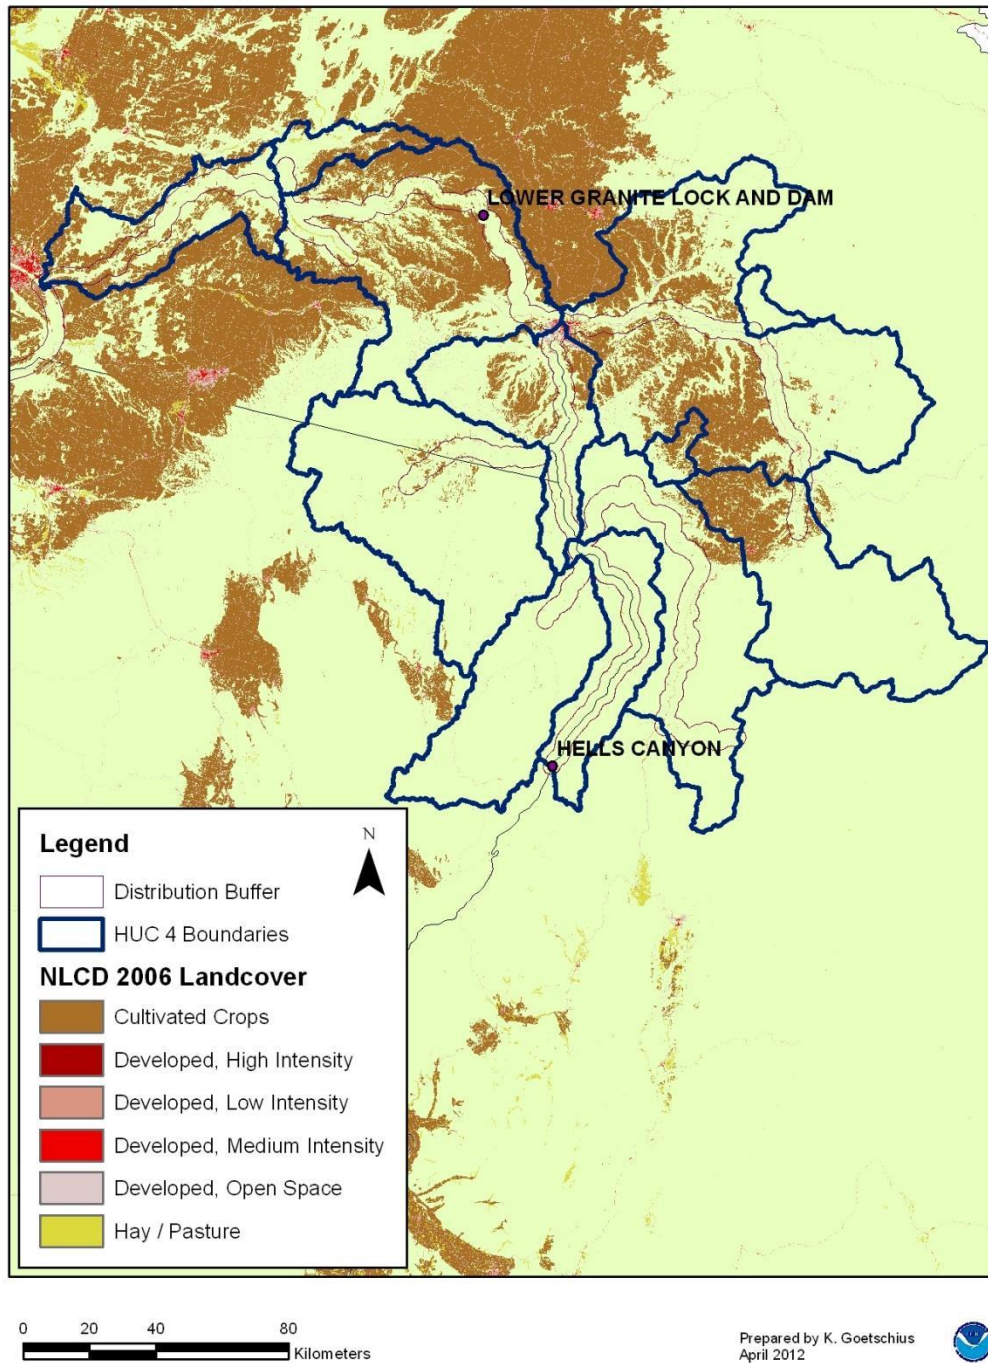 LOWER GRANITE LOCK AND DAM
HELLS CANYON
Legend
N
Distribution Buffer
HUC 4 Boundaries
NLCD 2006 Landcover
Cultivated Crops
Developed, High Intensity
Developed, Low Intensity
Developed, Medium Intensity
Developed, Open Space
Hay / Pasture
0 20 40 80
Kilometers
Prepared by K. Goetschius
April 2012